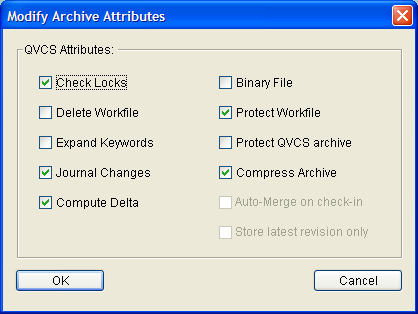 Modify Archive Attributes
QVCS Attributes:
Check Locks
Binary File
Delete Workfile
Protect Workfile
Expand Keywords
Protect QVCS archive
Journal Changes
Compress Archive
Compute Delta
Auto-Merge on check-in
Store latest revision only
OK
Cancel